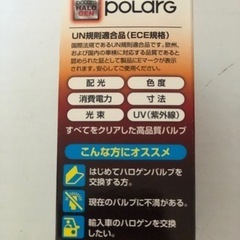 HALO
GEN
POLARG
UN規則適合品(ECE規格)
国際法規であるUN規則適合品です。欧州、
および国内の車検に対応する品質であると
認められた証として製品にEマークが表示
されます。安心してご使用ください。
配光 色度
消費電力 寸法
光束 UV(紫外線)
すべてをクリアした高品質バルブ
こんな方にオススメ
はじめてハロゲンバルブを
交換する方。
現在のバルブに不満がある。
輸入車のハロゲンを交換し
たい。